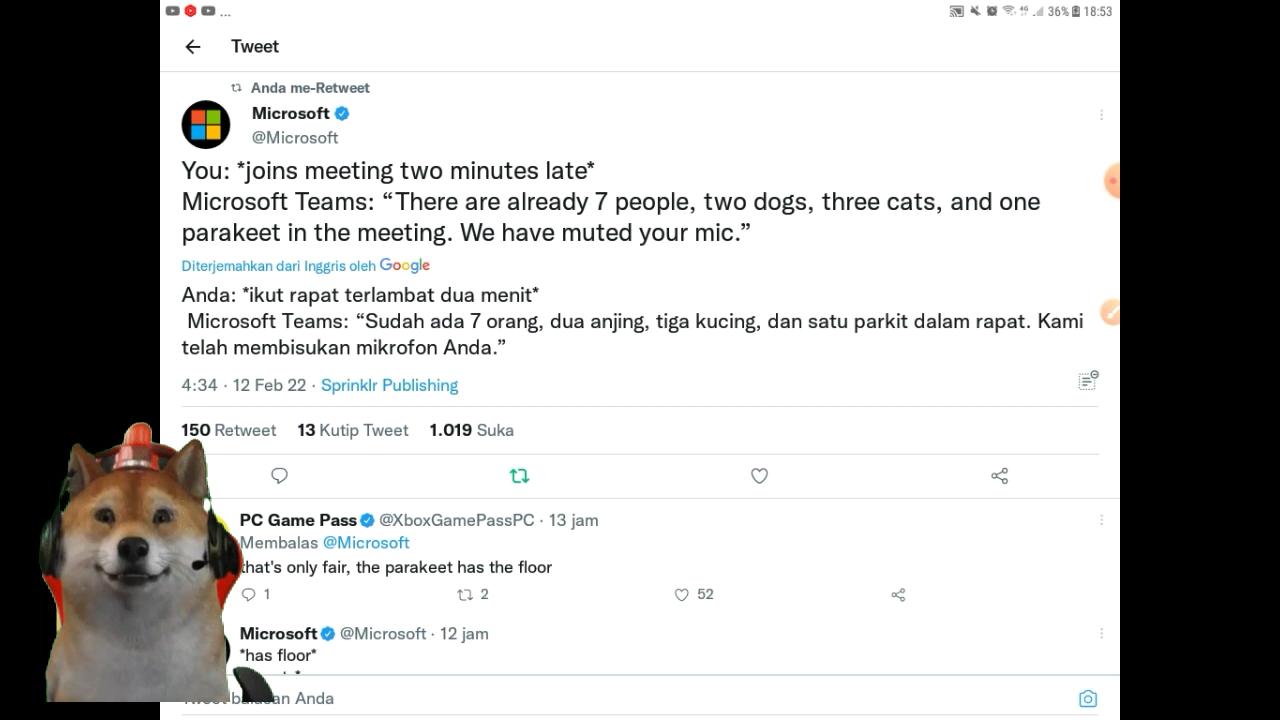 ... 4G 36% 18:53
Tweet
Anda me-Retweet
Microsoft
@Microsoft
You: *joins meeting two minutes late*
Microsoft Teams: “There are already 7 people, two dogs, three cats, and one
parakeet in the meeting. We have muted your mic.”
Diterjemahkan dari Inggris oleh Google
Anda: *ikut rapat terlambat dua menit*
Microsoft Teams: “Sudah ada 7 orang, dua anjing, tiga kucing, dan satu parkit dalam rapat. Kami
telah membisukan mikrofon Anda.”
4:34 · 12 Feb 22 · Sprinklr Publishing
150 Retweet 13 Kutip Tweet 1.019 Suka
PC Game Pass @XboxGamePassPC · 13 jam
Membalas @Microsoft
that's only fair, the parakeet has the floor
1 2 52
Microsoft @Microsoft · 12 jam
*has floor*
Anda